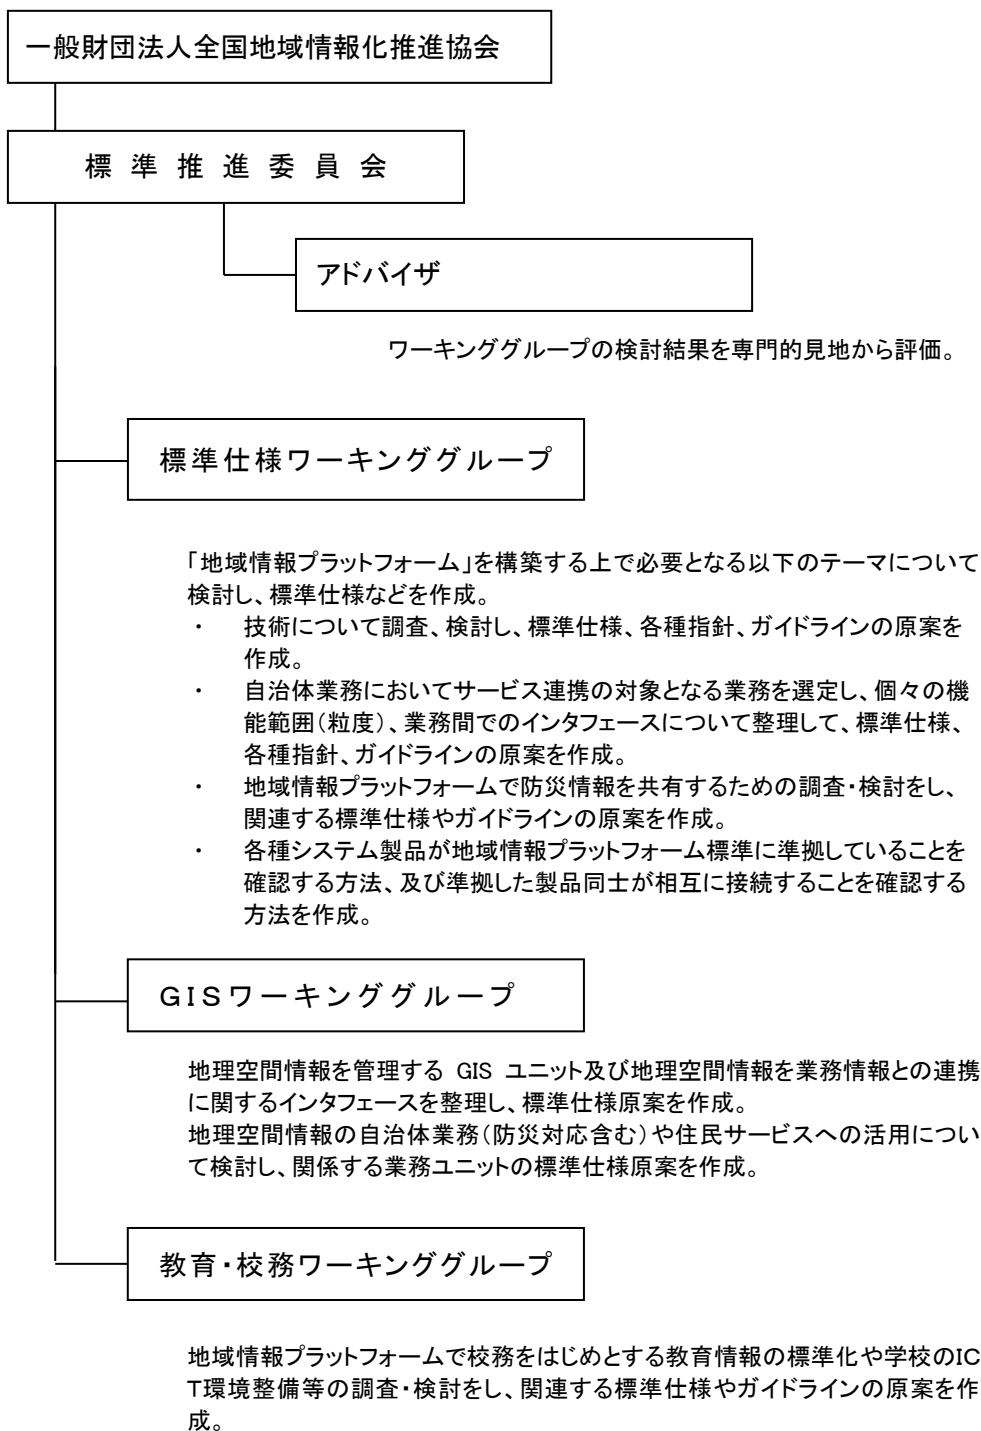 一般財団法人全国地域情報化推進協会
標 準 推 進 委 員 会
アドバイザ
ワーキンググループの検討結果を専門的見地から評価。
標準仕様ワーキンググループ
「地域情報プラットフォーム」を構築する上で必要となる以下のテーマについて
検討し、標準仕様などを作成。
・ 技術について調査、検討し、標準仕様、各種指針、ガイドラインの原案を
作成。
・ 自治体業務においてサービス連携の対象となる業務を選定し、個々の機
能範囲(粒度)、業務間でのインタフェースについて整理して、標準仕様、
各種指針、ガイドラインの原案を作成。
・ 地域情報プラットフォームで防災情報を共有するための調査・検討をし、
関連する標準仕様やガイドラインの原案を作成。
・ 各種システム製品が地域情報プラットフォーム標準に準拠していることを
確認する方法、及び準拠した製品同士が相互に接続することを確認する
方法を作成。
GISワーキンググループ
地理空間情報を管理する GIS ユニット及び地理空間情報を業務情報との連携
に関するインタフェースを整理し、標準仕様原案を作成。
地理空間情報の自治体業務(防災対応含む)や住民サービスへの活用につい
て検討し、関係する業務ユニットの標準仕様原案を作成。
教育・校務ワーキンググループ
地域情報プラットフォームで校務をはじめとする教育情報の標準化や学校のIC
T環境整備等の調査・検討をし、関連する標準仕様やガイドラインの原案を作
成。